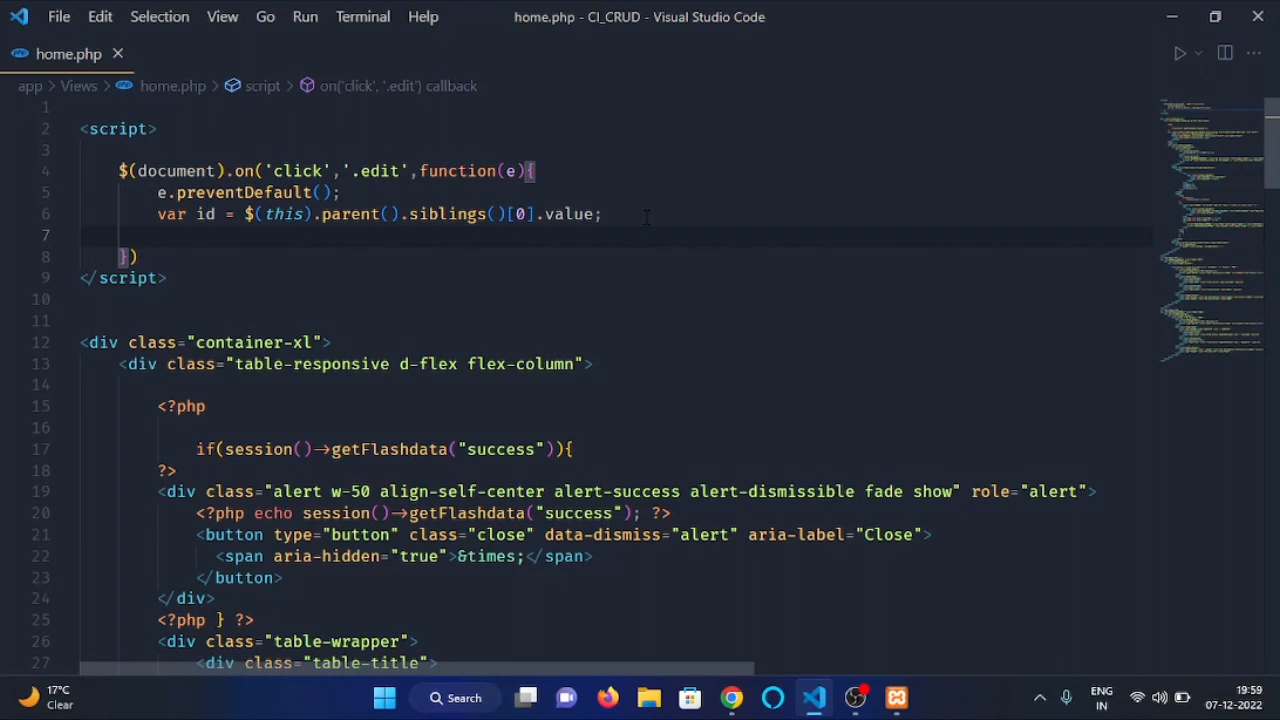 File Edit Selection View Go Run Terminal Help home.php - CI_CRUD - Visual Studio Code
home.php
app > Views > home.php > script > on('click', '.edit') callback
1
2 <script>
3
4 $(document).on('click','.edit',function(e){
5 e.preventDefault();
6 var id = $(this).parent().siblings()[0].value;
7
8 })
9 </script>
10
11
12 <div class="container-xl">
13 <div class="table-responsive d-flex flex-column">
14
15 <?php
16
17 if(session()->getFlashdata("success")){
18 ?>
19 <div class="alert w-50 align-self-center alert-success alert-dismissible fade show" role="alert">
20 <?php echo session()->getFlashdata("success"); ?>
21 <button type="button" class="close" data-dismiss="alert" aria-label="Close">
22 <span aria-hidden="true">&times;</span>
23 </button>
24 </div>
25 <?php } ?>
26 <div class="table-wrapper">
27 <div class="table-title">
17°C
Clear
Search
ENG
IN
19:59
07-12-2022